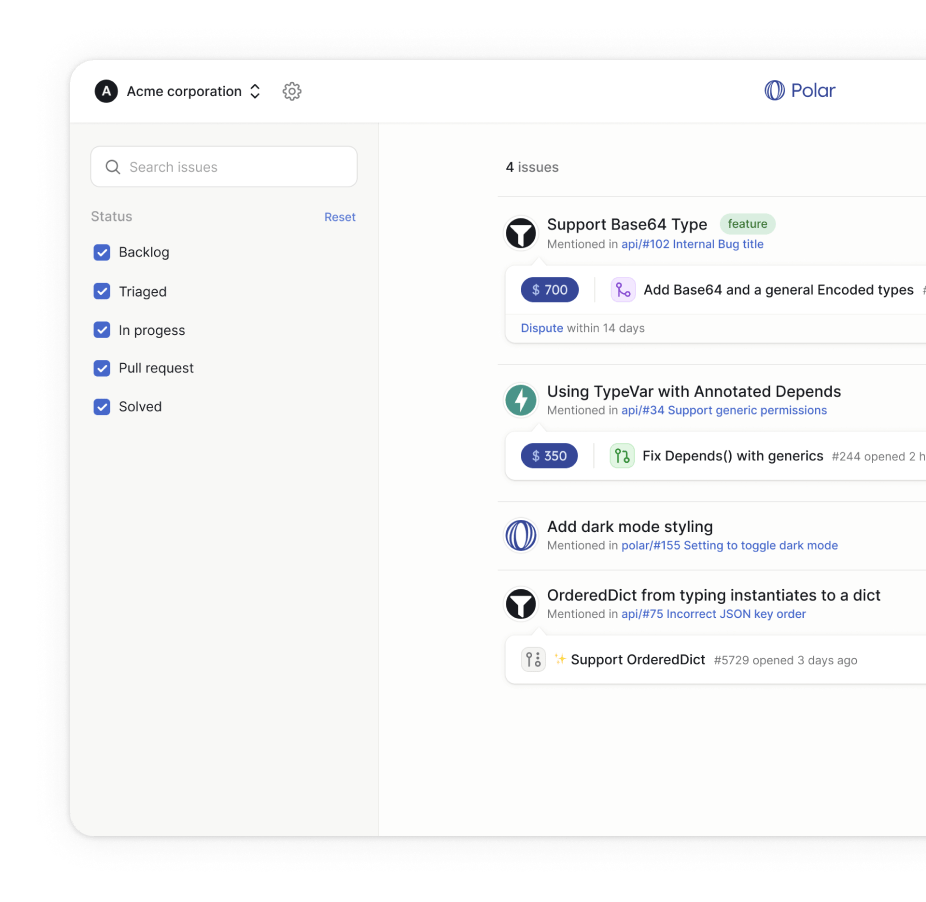 A Acme corporation
Polar
Search issues
Status Reset
Backlog
Triaged
In progess
Pull request
Solved
4 issues
Support Base64 Type feature
Mentioned in api/#102 Internal Bug title
$ 700 Add Base64 and a general Encoded types
Dispute within 14 days
Using TypeVar with Annotated Depends
Mentioned in api/#34 Support generic permissions
$ 350 Fix Depends() with generics #244 opened 2 h
Add dark mode styling
Mentioned in polar/#155 Setting to toggle dark mode
OrderedDict from typing instantiates to a dict
Mentioned in api/#75 Incorrect JSON key order
✨ Support OrderedDict #5729 opened 3 days ago